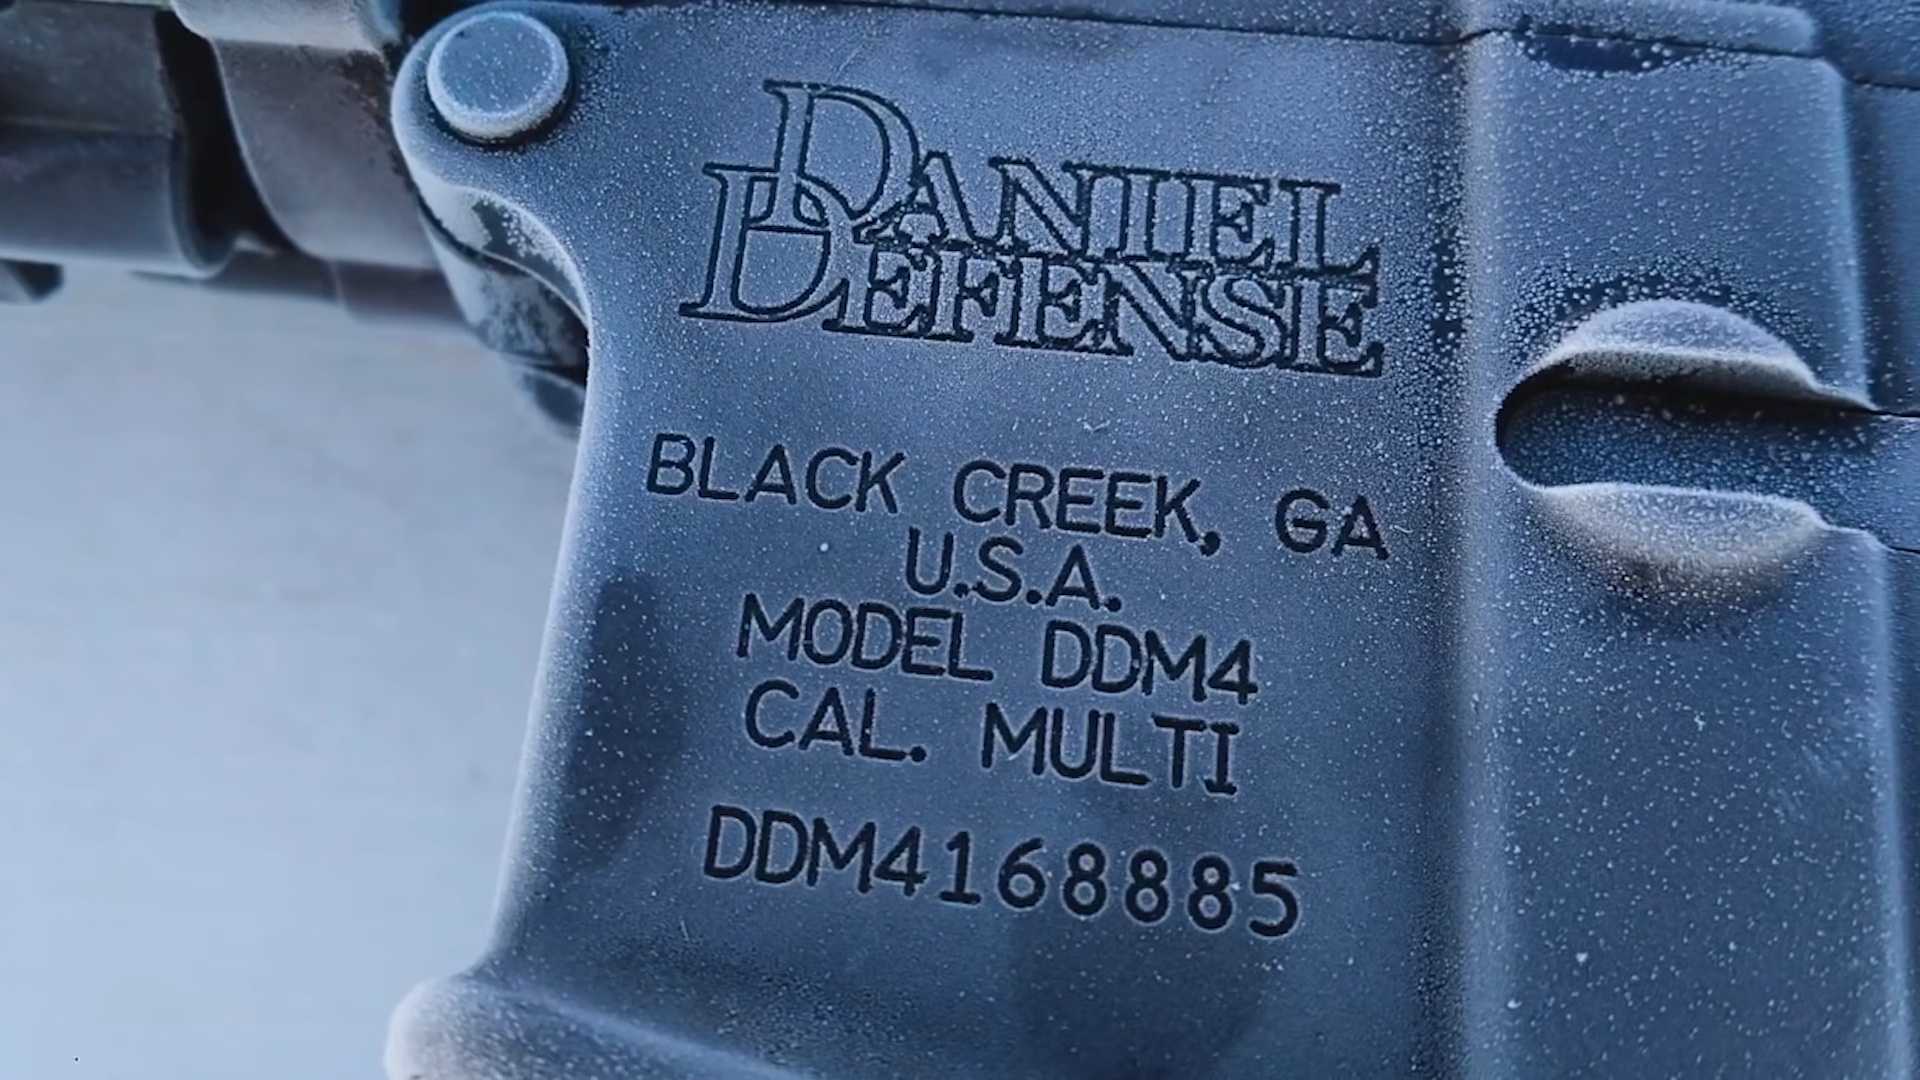 DANIEL
DEFENSE
BLACK CREEK, GA
U.S.A.
MODEL DDM4
CAL. MULTI
DDM4168885